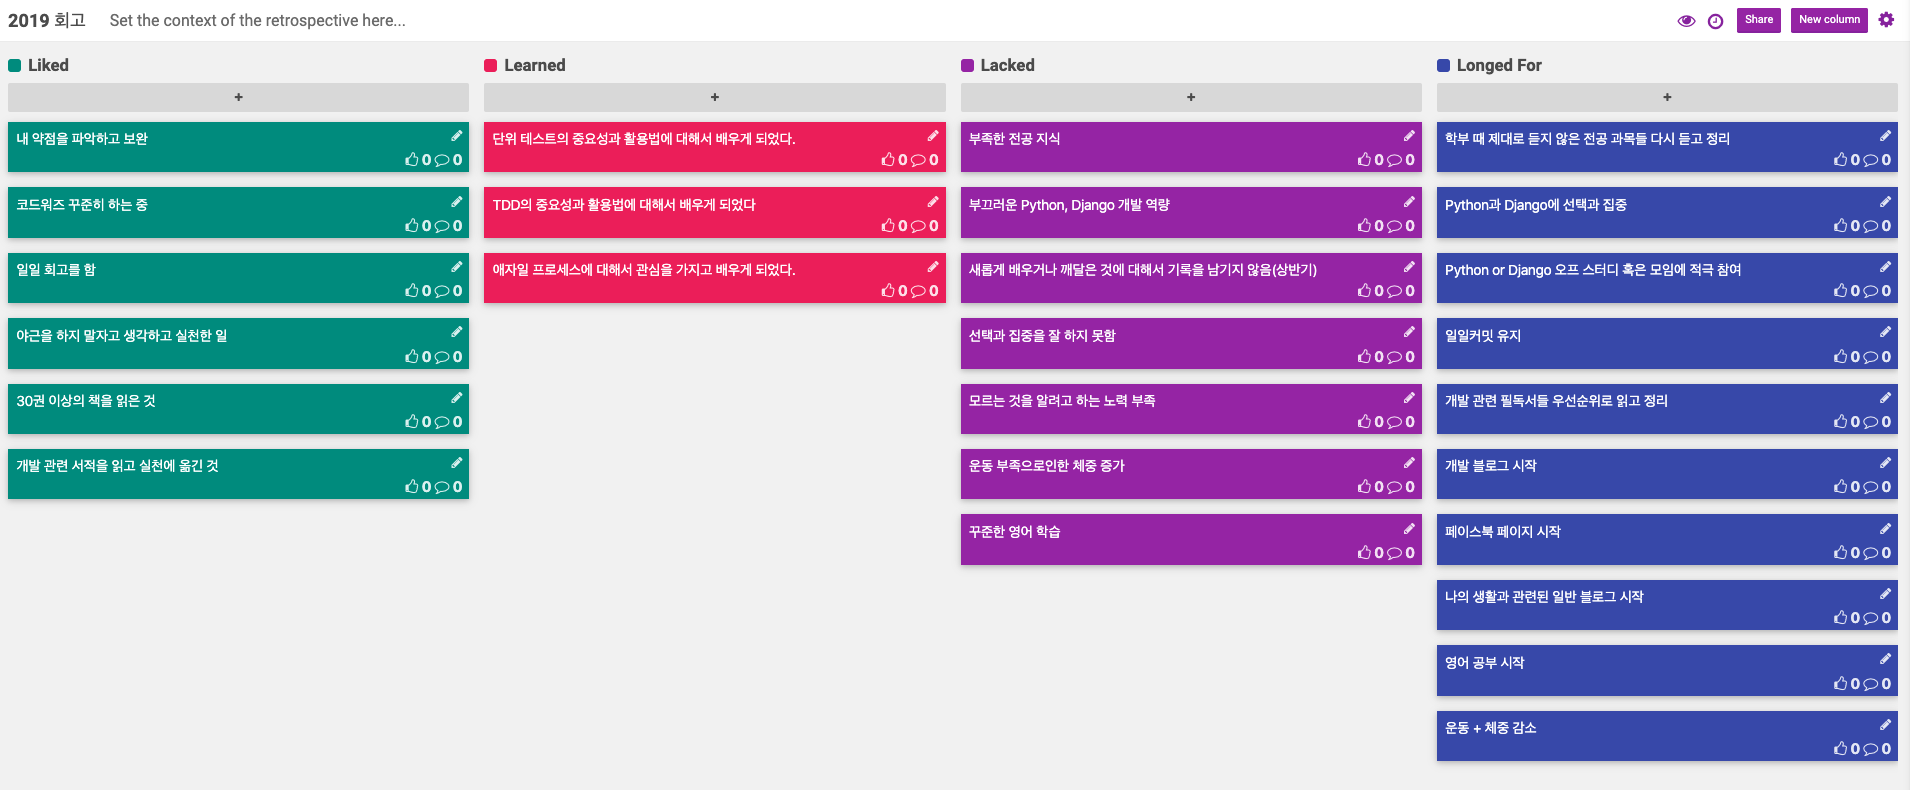 2019 회고
Set the context of the retrospective here...
Share
New column
Liked
+
내 약점을 파악하고 보완
0 0
코드워즈 꾸준히 하는 중
0 0
일일 회고를 함
0 0
야근을 하지 말자고 생각하고 실천한 일
0 0
30권 이상의 책을 읽은 것
0 0
개발 관련 서적을 읽고 실천에 옮긴 것
0 0
Learned
+
단위 테스트의 중요성과 활용법에 대해서 배우게 되었다.
0 0
TDD의 중요성과 활용법에 대해서 배우게 되었다
0 0
애자일 프로세스에 대해서 관심을 가지고 배우게 되었다.
0 0
Lacked
+
부족한 전공 지식
0 0
부끄러운 Python, Django 개발 역량
0 0
새롭게 배우거나 깨달은 것에 대해서 기록을 남기지 않음(상반기)
0 0
선택과 집중을 잘 하지 못함
0 0
모르는 것을 알려고 하는 노력 부족
0 0
운동 부족으로인한 체중 증가
0 0
꾸준한 영어 학습
0 0
Longed For
+
학부 때 제대로 듣지 않은 전공 과목들 다시 듣고 정리
0 0
Python과 Django에 선택과 집중
0 0
Python or Django 오프 스터디 혹은 모임에 적극 참여
0 0
일일커밋 유지
0 0
개발 관련 필독서들 우선순위로 읽고 정리
0 0
개발 블로그 시작
0 0
페이스북 페이지 시작
0 0
나의 생활과 관련된 일반 블로그 시작
0 0
영어 공부 시작
0 0
운동 + 체중 감소
0 0